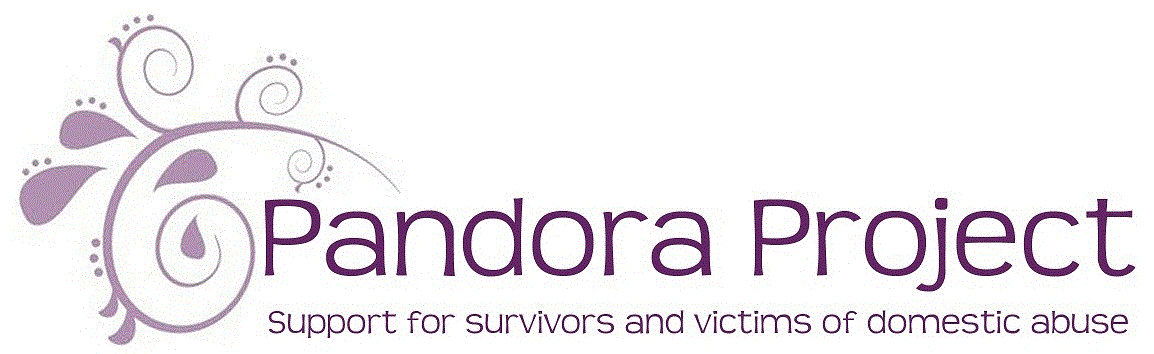 Pandora Project
Support for survivors and victims of domestic abuse